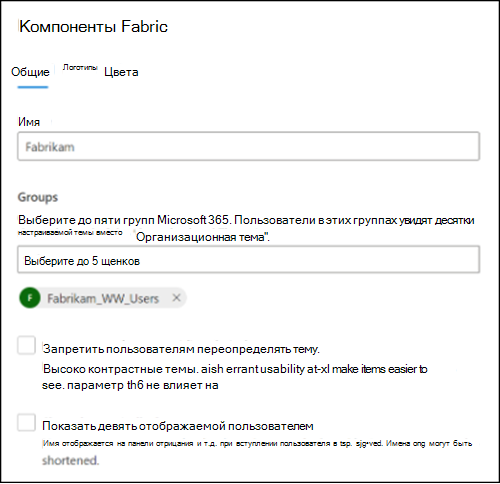 Компоненты Fabric
Общие Логотипы Цвета
Имя
Fabrikam
Groups
Выберите до пяти групп Microsoft 365. Пользователи в этих группах увидят десятки
настраиваемой темы вместо "Организационная тема".
Выберите до 5 щенков
F Fabrikam_WW_Users
Запретить пользователям переопределять тему.
Высоко контрастные темы. aish errant usability at-xl make items easier to
see. параметр th6 не влияет на
Показать девять отображаемой пользователем
Имя отображается на панели отрицания и т.д. при вступлении пользователя в tsp. sjg•ved. Имена ong могут быть
shortened.